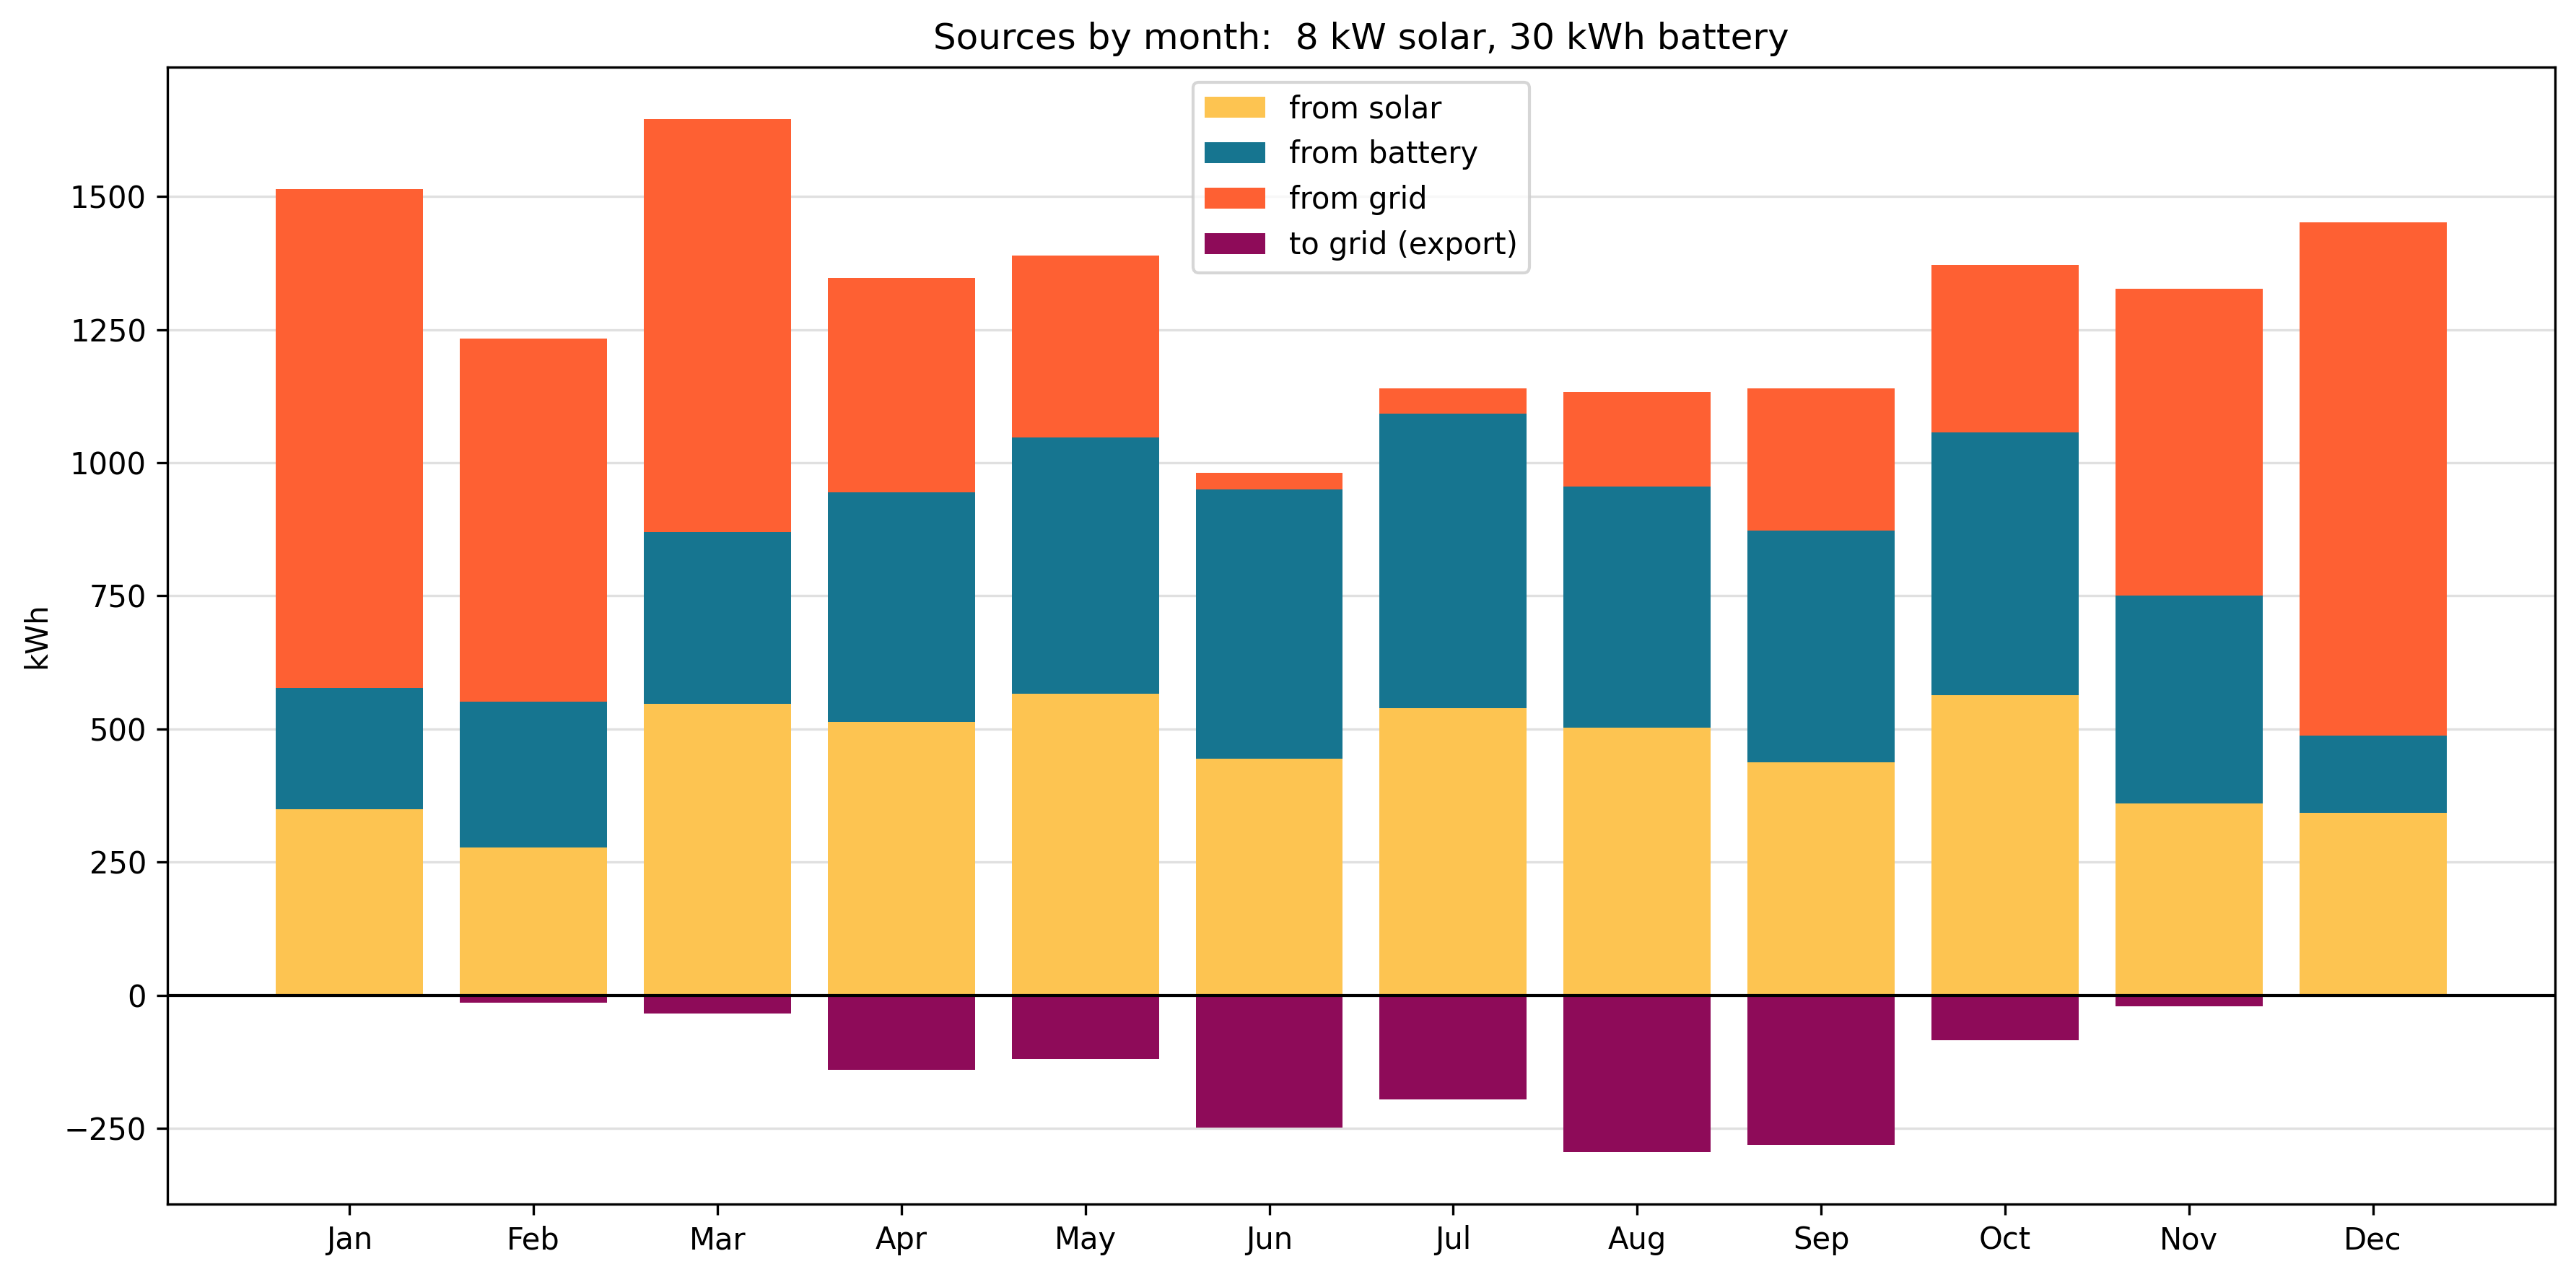 Sources by month:  8 kW solar, 30 kWh battery
from solar
from battery
from grid
to grid (export)
kWh
1500
1250
1000
750
500
250
0
−250
Jan Feb Mar Apr May Jun Jul Aug Sep Oct Nov Dec